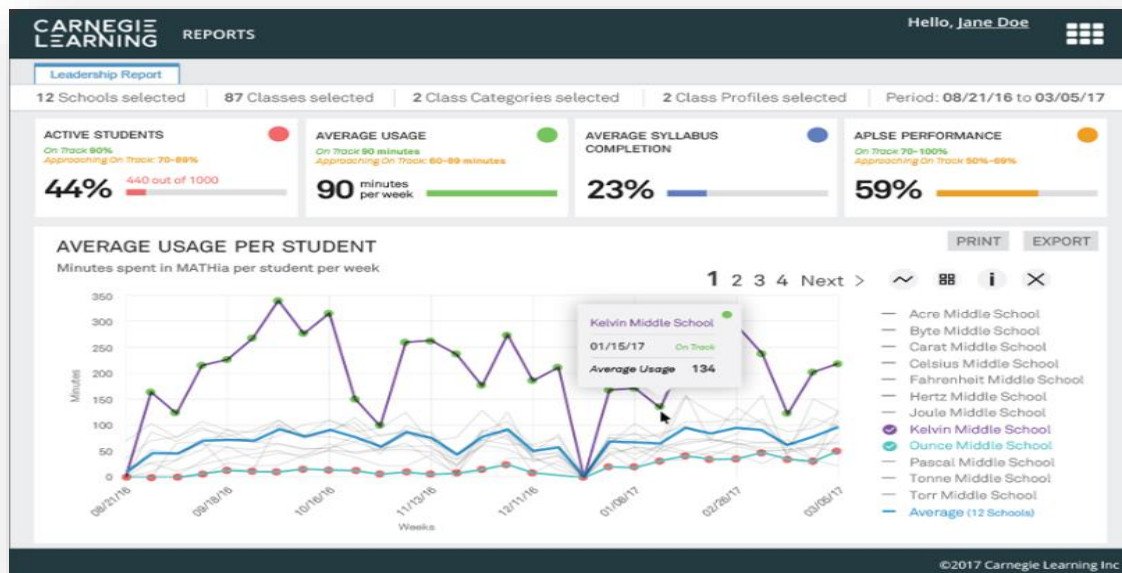 CARNEGIE
LEARNING
REPORTS
Hello, Jane Doe
Leadership Report
12 Schools selected
87 Classes selected
2 Class Categories selected
2 Class Profiles selected
Period: 08/21/16 to 03/05/17
ACTIVE STUDENTS
On Track 90%
Approaching On Track: 70-89%
44%
440 out of 1000
AVERAGE USAGE
On Track 90 minutes
Approaching On Track: 60-89 minutes
90 minutes
per week
AVERAGE SYLLABUS
COMPLETION
23%
APLSE PERFORMANCE
On Track 70-100%
Approaching On Track 50%-69%
59%
AVERAGE USAGE PER STUDENT
Minutes spent in MATHia per student per week
PRINT
EXPORT
1 2 3 4 Next >
i
350
300
250
200
150
100
50
0
Minutes
Kelvin Middle School
01/15/17 On Track
Average Usage 134
08/21/16
09/18/16
10/16/16
11/13/16
12/11/16
01/08/17
02/26/17
03/05/17
Weeks
Acre Middle School
Byte Middle School
Carat Middle School
Celsius Middle School
Fahrenheit Middle School
Hertz Middle School
Joule Middle School
Kelvin Middle School
Ounce Middle School
Pascal Middle School
Tonne Middle School
Torr Middle School
Average (12 Schools)
©2017 Carnegie Learning Inc